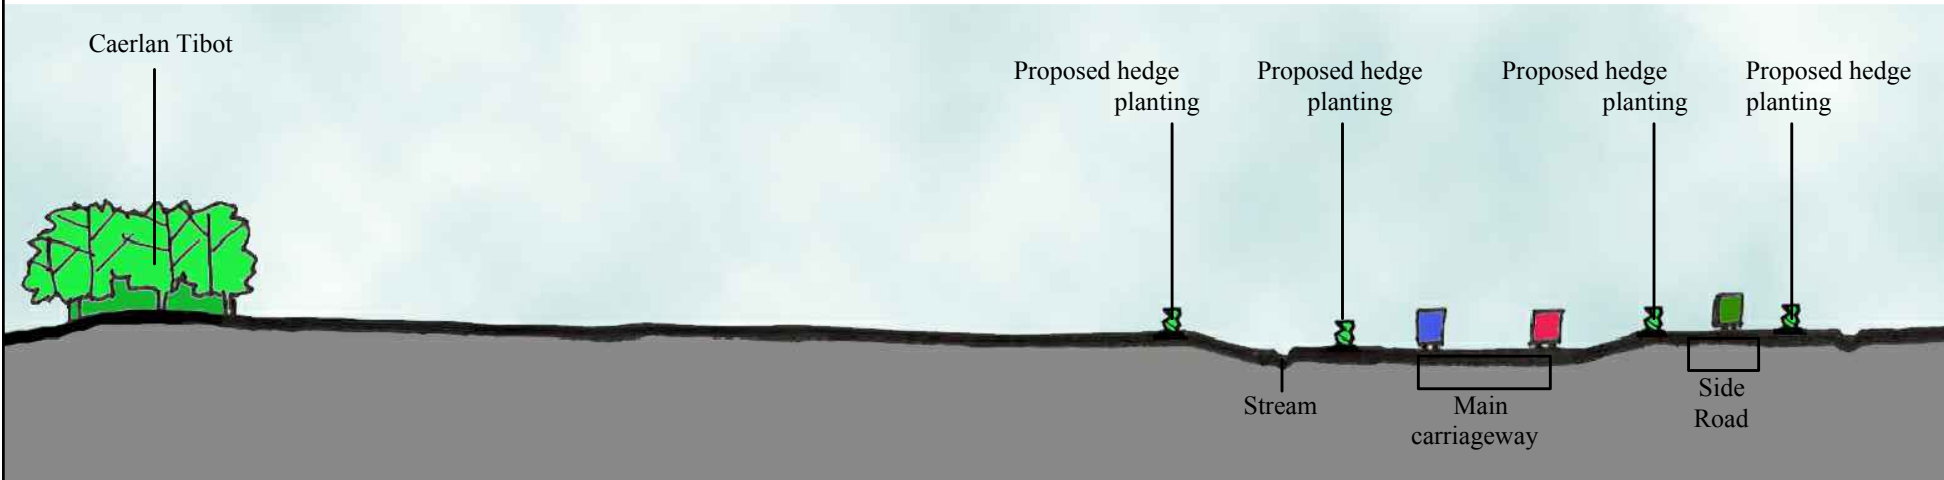 Caerlan Tibot
Proposed hedge
planting
Proposed hedge
planting
Proposed hedge
planting
Proposed hedge
planting
Stream
Main
carriageway
Side
Road